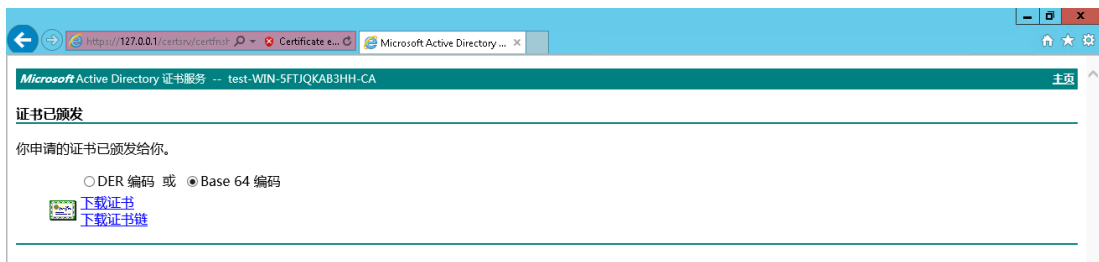 https://127.0.0.1/certsrv/certfnsh Certificate e... Microsoft Active Directory ...
Microsoft Active Directory 证书服务 -- test-WIN-5FTJQKAB3HH-CA 主页
证书已颁发
你申请的证书已颁发给你。
DER 编码 或 Base 64 编码
下载证书
下载证书链